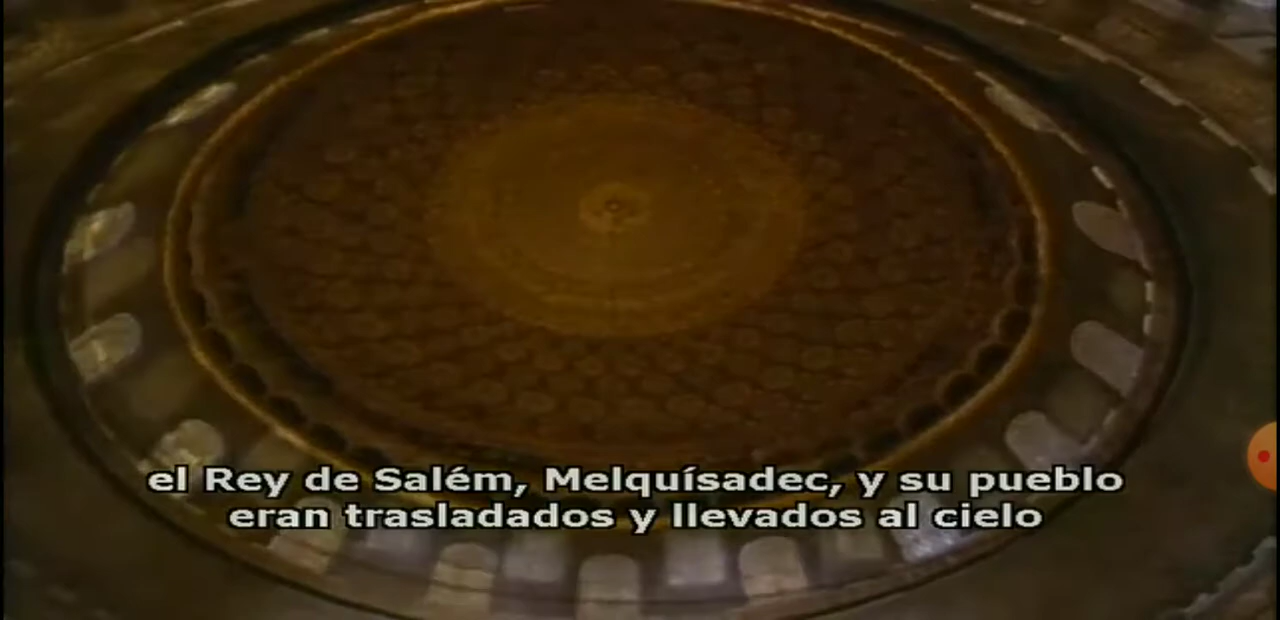 el Rey de Salém, Melquísadec, y su pueblo
eran trasladados y llevados al cielo